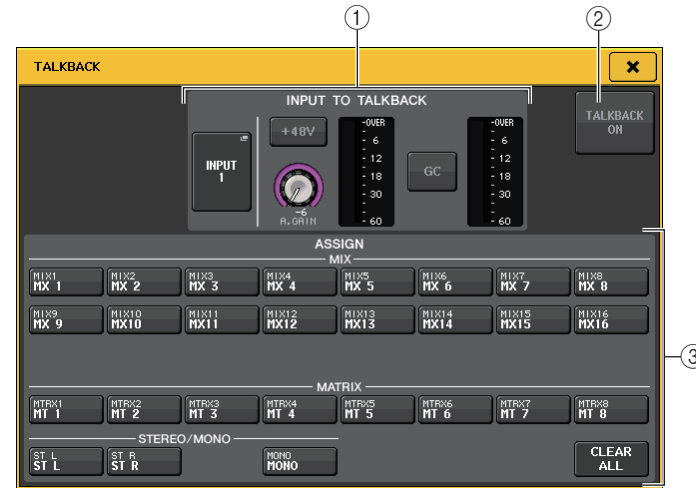 ① ②
TALKBACK ×
INPUT TO TALKBACK
TALKBACK
ON
INPUT
1
+48V
-6
A.GAIN
-OVER
- 6
- 12
- 18
- 30
- 60
GC
-OVER
- 6
- 12
- 18
- 30
- 60
③
ASSIGN
MIX
MIX1 MIX2 MIX3 MIX4 MIX5 MIX6 MIX7 MIX8
MX 1 MX 2 MX 3 MX 4 MX 5 MX 6 MX 7 MX 8
MIX9 MIX10 MIX11 MIX12 MIX13 MIX14 MIX15 MIX16
MX 9 MX10 MX11 MX12 MX13 MX14 MX15 MX16
MATRIX
MTRX1 MTRX2 MTRX3 MTRX4 MTRX5 MTRX6 MTRX7 MTRX8
MT 1 MT 2 MT 3 MT 4 MT 5 MT 6 MT 7 MT 8
STEREO/MONO
ST L ST R MONO
ST L ST R MONO
CLEAR
ALL